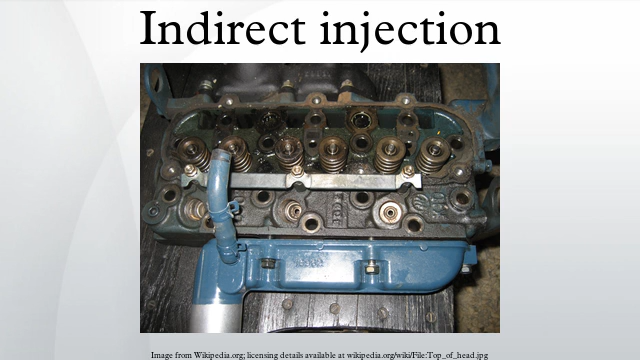 Indirect injection
Image from Wikipedia.org; licensing details available at wikipedia.org/wiki/File:Top_of_head.jpg